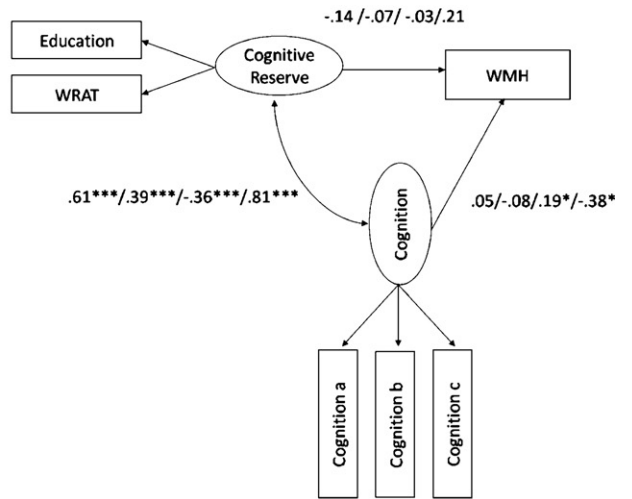 -.14 /-.07/ -.03/.21
Education
Cognitive
Reserve
WMH
WRAT
.61***/.39***/-.36***/.81***
Cognition
.05/-.08/.19*/-.38*
Cognition a
Cognition b
Cognition c